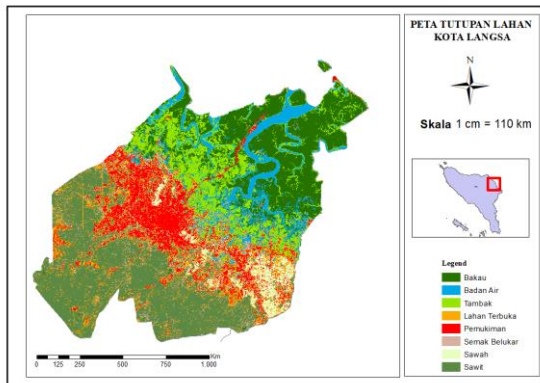 PETA TUTUPAN LAHAN
KOTA LANGSA
N
Skala 1 cm = 110 km
Legend
Bakau
Badan Air
Tambak
Lahan Terbuka
Pemukiman
Semak Belukar
Sawah
Sawit
0 125 250 500 750 1.000
KM